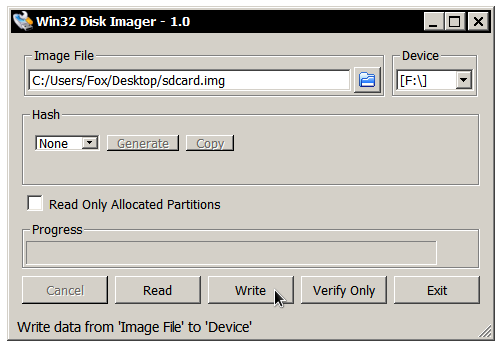 Win32 Disk Imager - 1.0
Image File
Device
C:/Users/Fox/Desktop/sdcard.img
[F:\]
Hash
None
Generate
Copy
Read Only Allocated Partitions
Progress
Cancel
Read
Write
Verify Only
Exit
Write data from 'Image File' to 'Device'